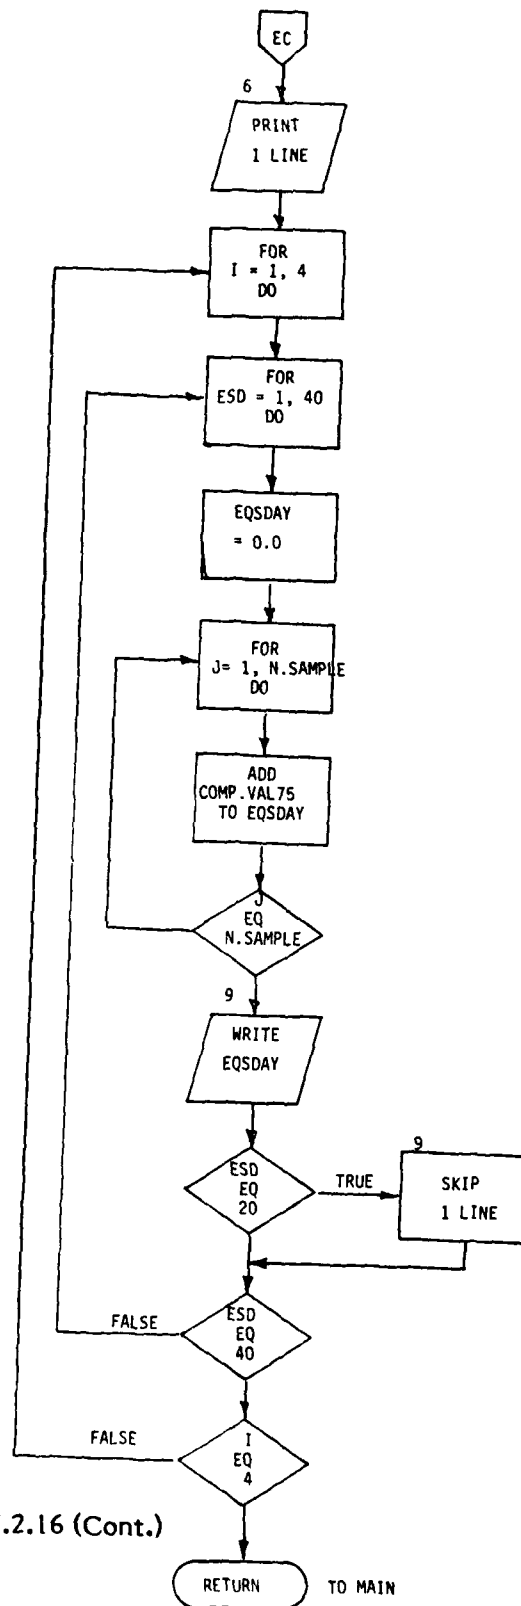 EC
6
PRINT
1 LINE
FOR
I = 1, 4
DO
FOR
ESD = 1, 40
DO
EQSDAY
= 0.0
FOR
J= 1, N.SAMPLE
DO
ADD
COMP.VAL75
TO EQSDAY
J
EQ
N.SAMPLE
9
WRITE
EQSDAY
ESD
EQ
20
TRUE
9
SKIP
1 LINE
FALSE
ESD
EQ
40
FALSE
I
EQ
4
.2.16 (Cont.)
RETURN
TO MAIN